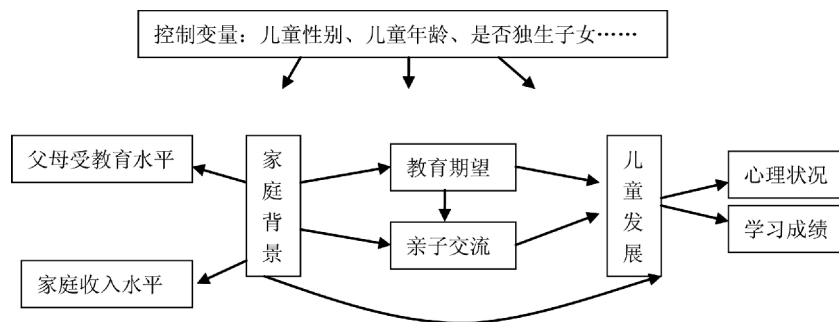 控制变量：儿童性别、儿童年龄、是否独生子女……
父母受教育水平
家庭收入水平
家庭背景
教育期望
亲子交流
儿童发展
心理状况
学习成绩